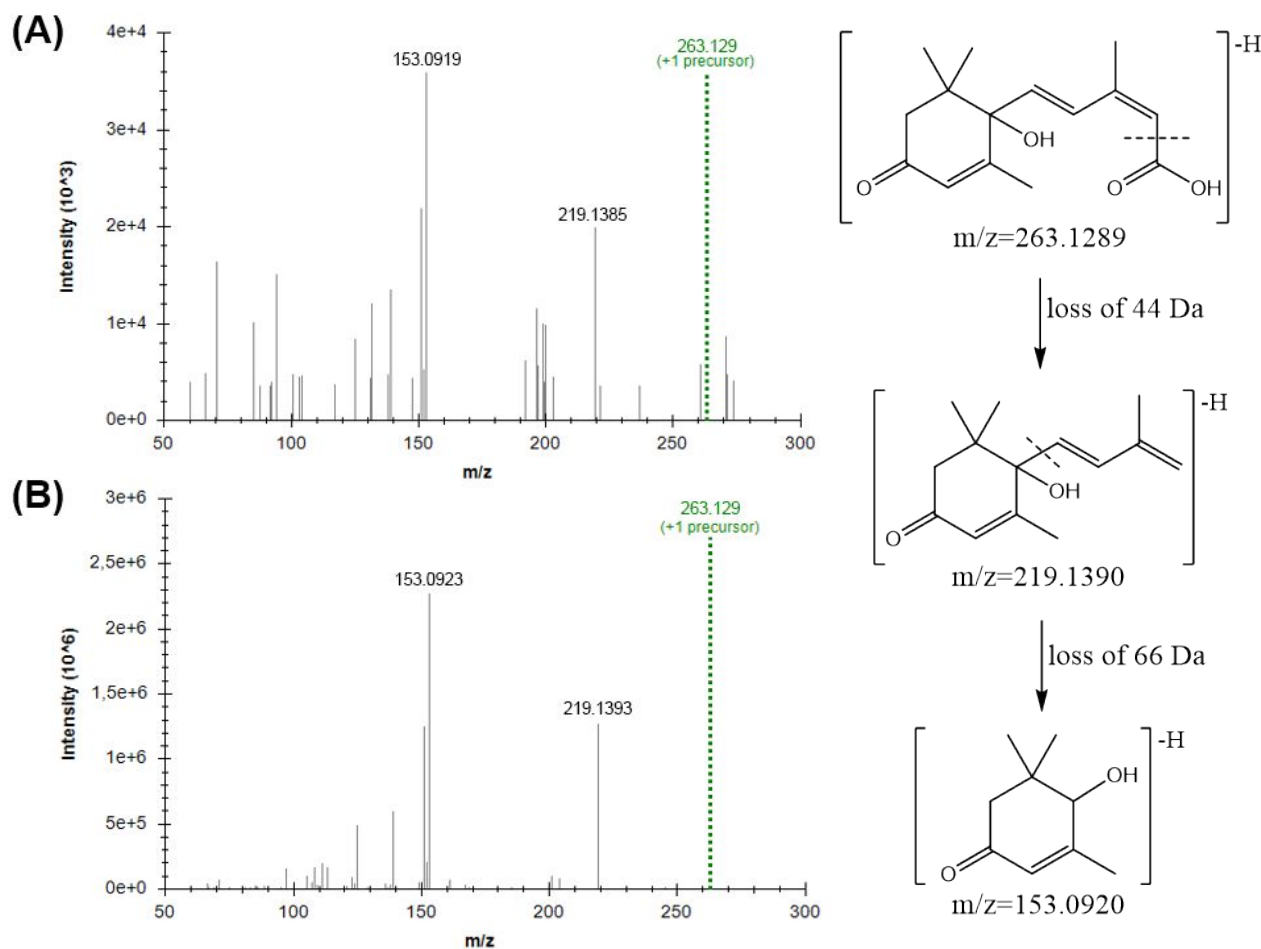 (A)
Intensity (10^3)
4e+4
3e+4
2e+4
1e+4
0e+0
153.0919
219.1385
263.129
(+1 precursor)
50
100
150
200
250
300
m/z
(B)
Intensity (10^6)
3e+6
2,5e+6
2e+6
1,5e+6
1e+6
5e+5
0e+0
153.0923
219.1393
263.129
(+1 precursor)
50
100
150
200
250
300
m/z
-H
OH
O
O
OH
m/z=263.1289
loss of 44 Da
-H
OH
O
m/z=219.1390
loss of 66 Da
-H
OH
O
m/z=153.0920